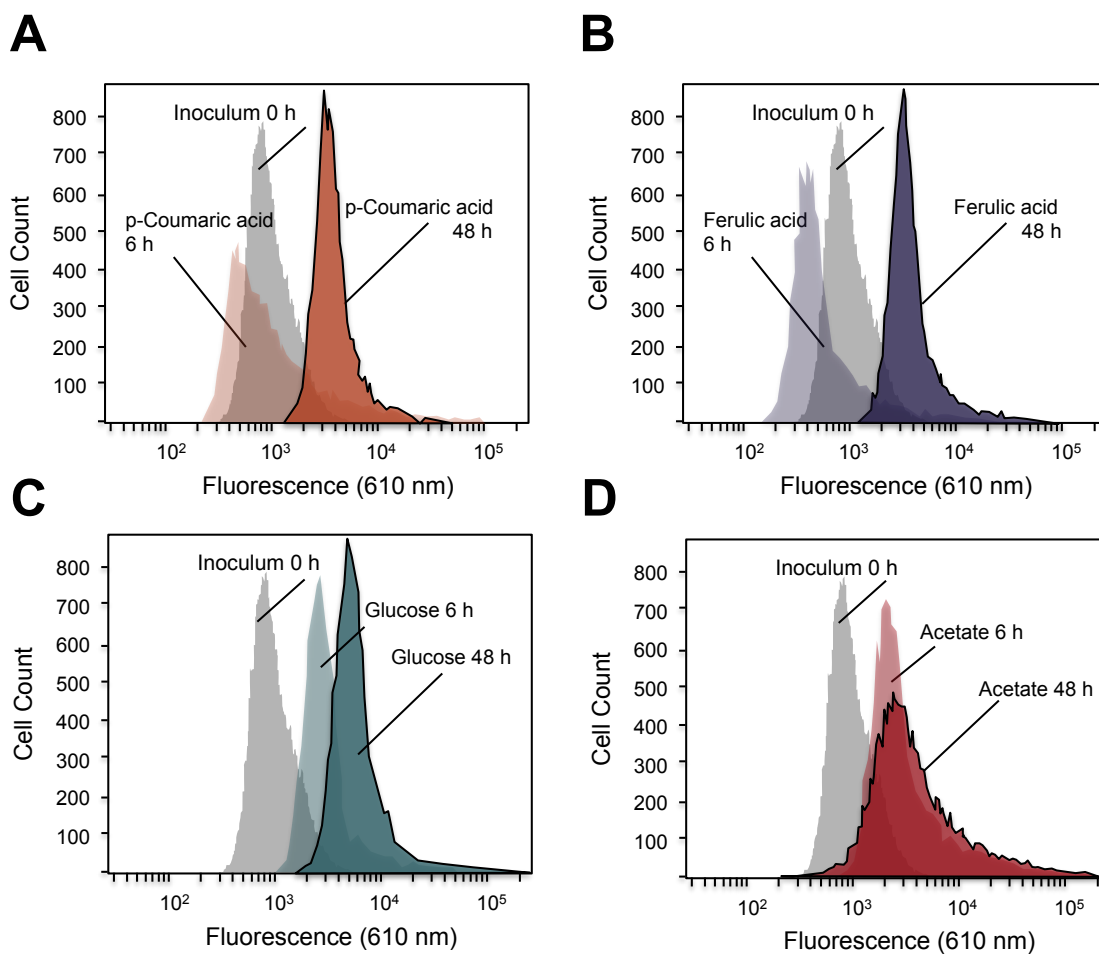 A
Inoculum 0 h
p-Coumaric acid
6 h
p-Coumaric acid
48 h
Cell Count
800
700
600
500
400
300
200
100
10²
10³
10⁴
10⁵
Fluorescence (610 nm)
B
Inoculum 0 h
Ferulic acid
6 h
Ferulic acid
48 h
Cell Count
800
700
600
500
400
300
200
100
10²
10³
10⁴
10⁵
Fluorescence (610 nm)
C
Inoculum 0 h
Glucose 6 h
Glucose 48 h
Cell Count
800
700
600
500
400
300
200
100
10²
10³
10⁴
10⁵
Fluorescence (610 nm)
D
Inoculum 0 h
Acetate 6 h
Acetate 48 h
Cell Count
800
700
600
500
400
300
200
100
10²
10³
10⁴
10⁵
Fluorescence (610 nm)